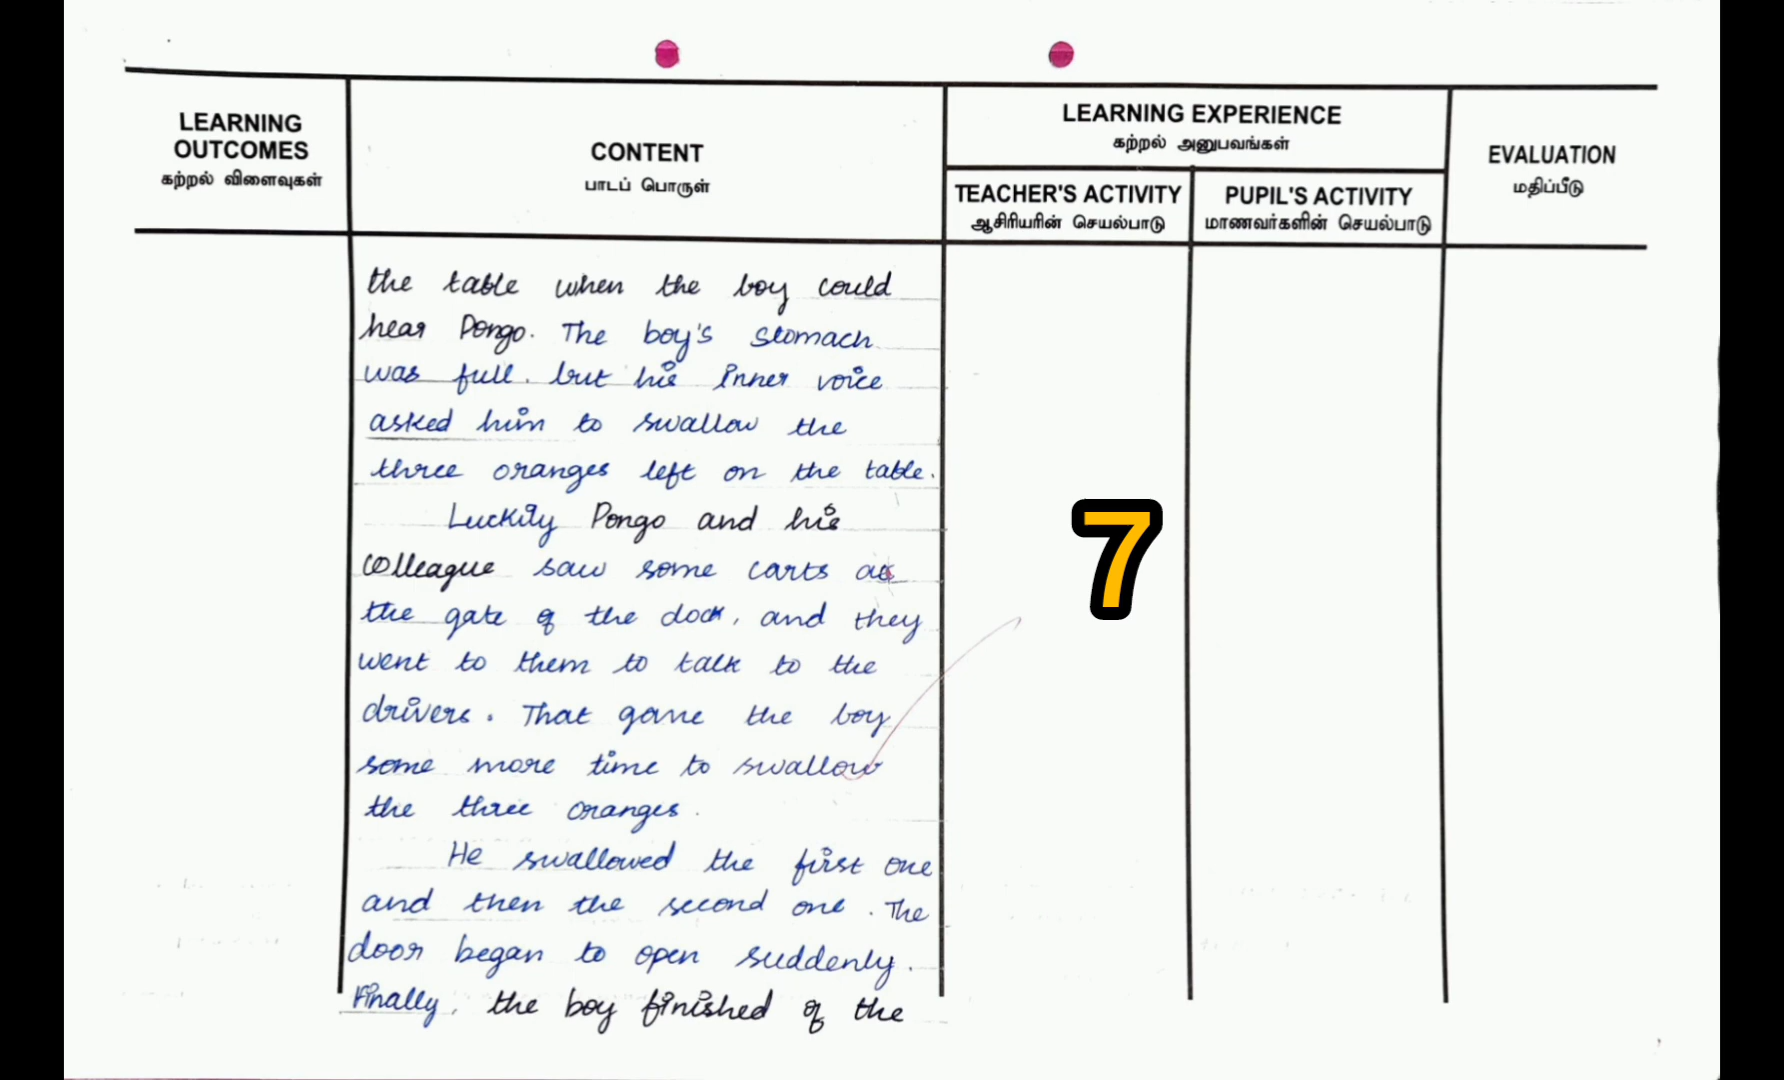 LEARNING
OUTCOMES
கற்றல் விளைவுகள்
CONTENT
பாடப் பொருள்
LEARNING EXPERIENCE
கற்றல் அனுபவங்கள்
TEACHER'S ACTIVITY
ஆசிரியரின் செயல்பாடு
PUPIL'S ACTIVITY
மாணவர்களின் செயல்பாடு
EVALUATION
மதிப்பீடு
the table when the boy could
hear Pongo. The boy's stomach
was full. but his inner voice
asked him to swallow the
three oranges left on the table.
Luckily Pongo and his
colleague saw some carts
the gate of the dock, and they
went to them to talk to the
drivers. That gave the boy
some more time to swallow
the three oranges.
He swallowed the first one
and then the second one. The
door began to open suddenly.
Finally, the boy finished of the
7